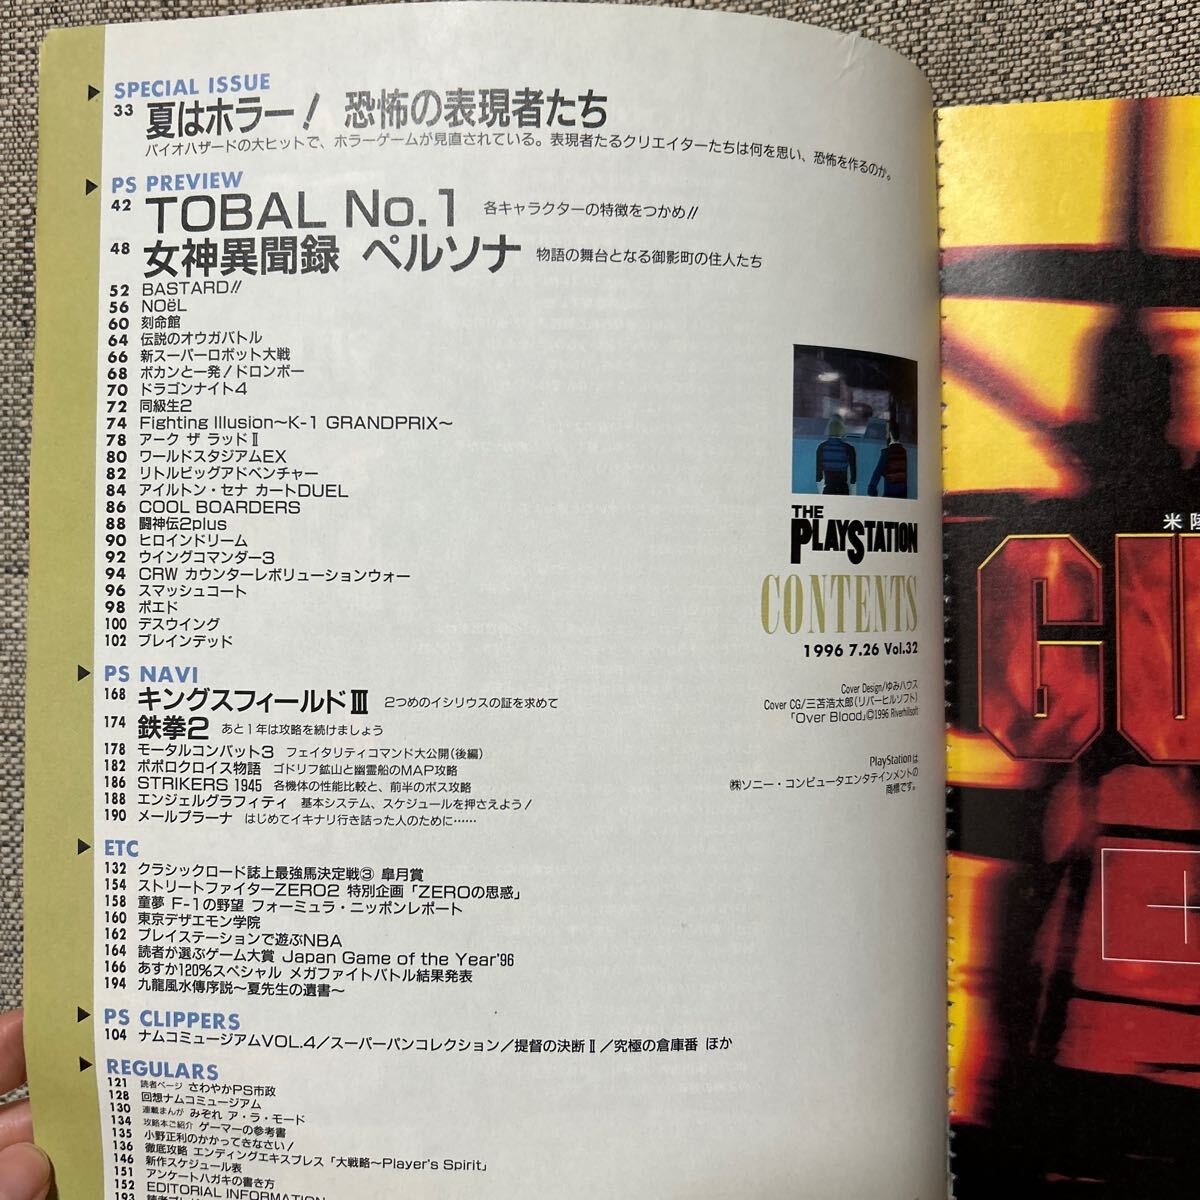 SPECIAL ISSUE
33 夏はホラー! 恐怖の表現者たち
バイオハザードの大ヒットで、ホラーゲームが見直されている。表現者たるクリエイターたちは何を思い、恐怖を作るのか。
PS PREVIEW
42 TOBAL No.1 各キャラクターの特徴をつかめ!!
48 女神異聞録 ペルソナ 物語の舞台となる御影町の住人たち
52 BASTARD!!
56 NOëL
60 刻命館
64 伝説のオウガバトル
66 新スーパーロボット大戦
68 ボカンと一発!ドロンボー
70 ドラゴンナイト4
72 同級生2
74 Fighting Illusion〜K-1 GRANDPRIX〜
78 アーク ザ ラッドⅡ
80 ワールドスタジアムEX
82 リトルビッグアドベンチャー
84 アイルトン・セナ カートDUEL
86 COOL BOARDERS
88 闘神伝2plus
90 ヒロインドリーム
92 ウイングコマンダー3
94 CRW カウンターレボリューションウォー
96 スマッシュコート
98 ポエド
100 デスウイング
102 ブレインデッド
PS NAVI
168 キングスフィールドⅢ 2つめのイシリウスの証を求めて
174 鉄拳2 あと1年は攻略を続けましょう
178 モータルコンバット3 フェイタリティコマンド大公開(後編)
182 ポポロクロイス物語 ゴドリフ鉱山と幽霊船のMAP攻略
186 STRIKERS 1945 各機体の性能比較と、前半のボス攻略
188 エンジェルグラフィティ 基本システム、スケジュールを押さえよう!
190 メールプラーナ はじめてイキナリ行き詰った人のために……
ETC
132 クラシックロード誌上最強馬決定戦③ 皐月賞
154 ストリートファイターZERO2 特別企画「ZEROの思惑」
158 童夢 F-1の野望 フォーミュラ・ニッポンレポート
160 東京デザエモン学院
162 プレイステーションで遊ぶNBA
164 読者が選ぶゲーム大賞 Japan Game of the Year'96
166 あすか120%スペシャル メガファイトバトル結果発表
194 九龍風水傳序説〜夏先生の遺書〜
PS CLIPPERS
104 ナムコミュージアムVOL.4/スーパーパンコレクション/提督の決断Ⅱ/究極の倉庫番 ほか
REGULARS
121 読者ページ さわやかPS市政
128 回想ナムコミュージアム
130 連載まんが みぞれ ア・ラ・モード
134 攻略本ご紹介 ゲーマーの参考書
135 小野正利のかかってきなさい!
136 徹底攻略 エンディングエキスプレス「大戦略〜Player's Spirit」
146 新作スケジュール表
151 アンケートハガキの書き方
152 EDITORIAL INFORMATION
193
THE PLAYSTATION
CONTENTS
1996 7.26 Vol.32
Cover Design/ゆみハウス
Cover CG/三苫浩太郎(リバーヒルソフト)
「Over Blood」©1996 Riverhillsoft
PlayStationは
㈱ソニー・コンピュータエンタテインメントの
商標です。
米陸
GU